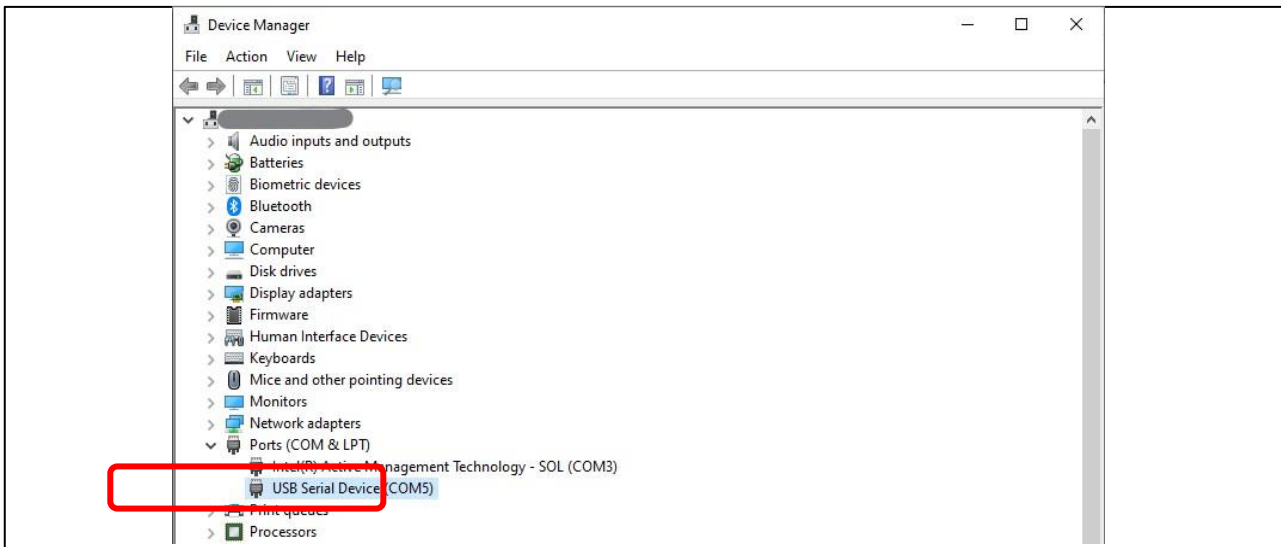 Device Manager
File Action View Help
Audio inputs and outputs
Batteries
Biometric devices
Bluetooth
Cameras
Computer
Disk drives
Display adapters
Firmware
Human Interface Devices
Keyboards
Mice and other pointing devices
Monitors
Network adapters
Ports (COM & LPT)
Intel(R) Active Management Technology - SOL (COM3)
USB Serial Device (COM5)
Print queues
Processors